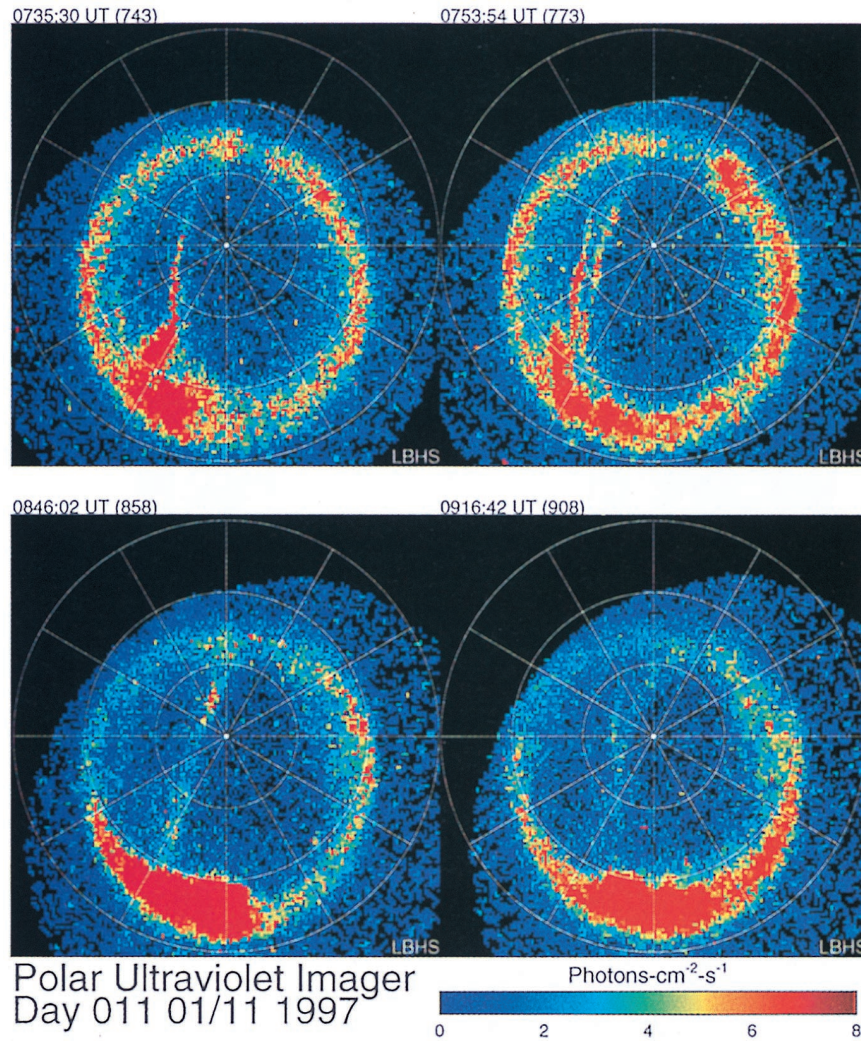 0735:30 UT (743)
0753:54 UT (773)
LBHS
LBHS
0846:02 UT (858)
0916:42 UT (908)
LBHS
LBHS
Polar Ultraviolet Imager
Day 011 01/11 1997
Photons-cm⁻²-s⁻¹
0 2 4 6 8